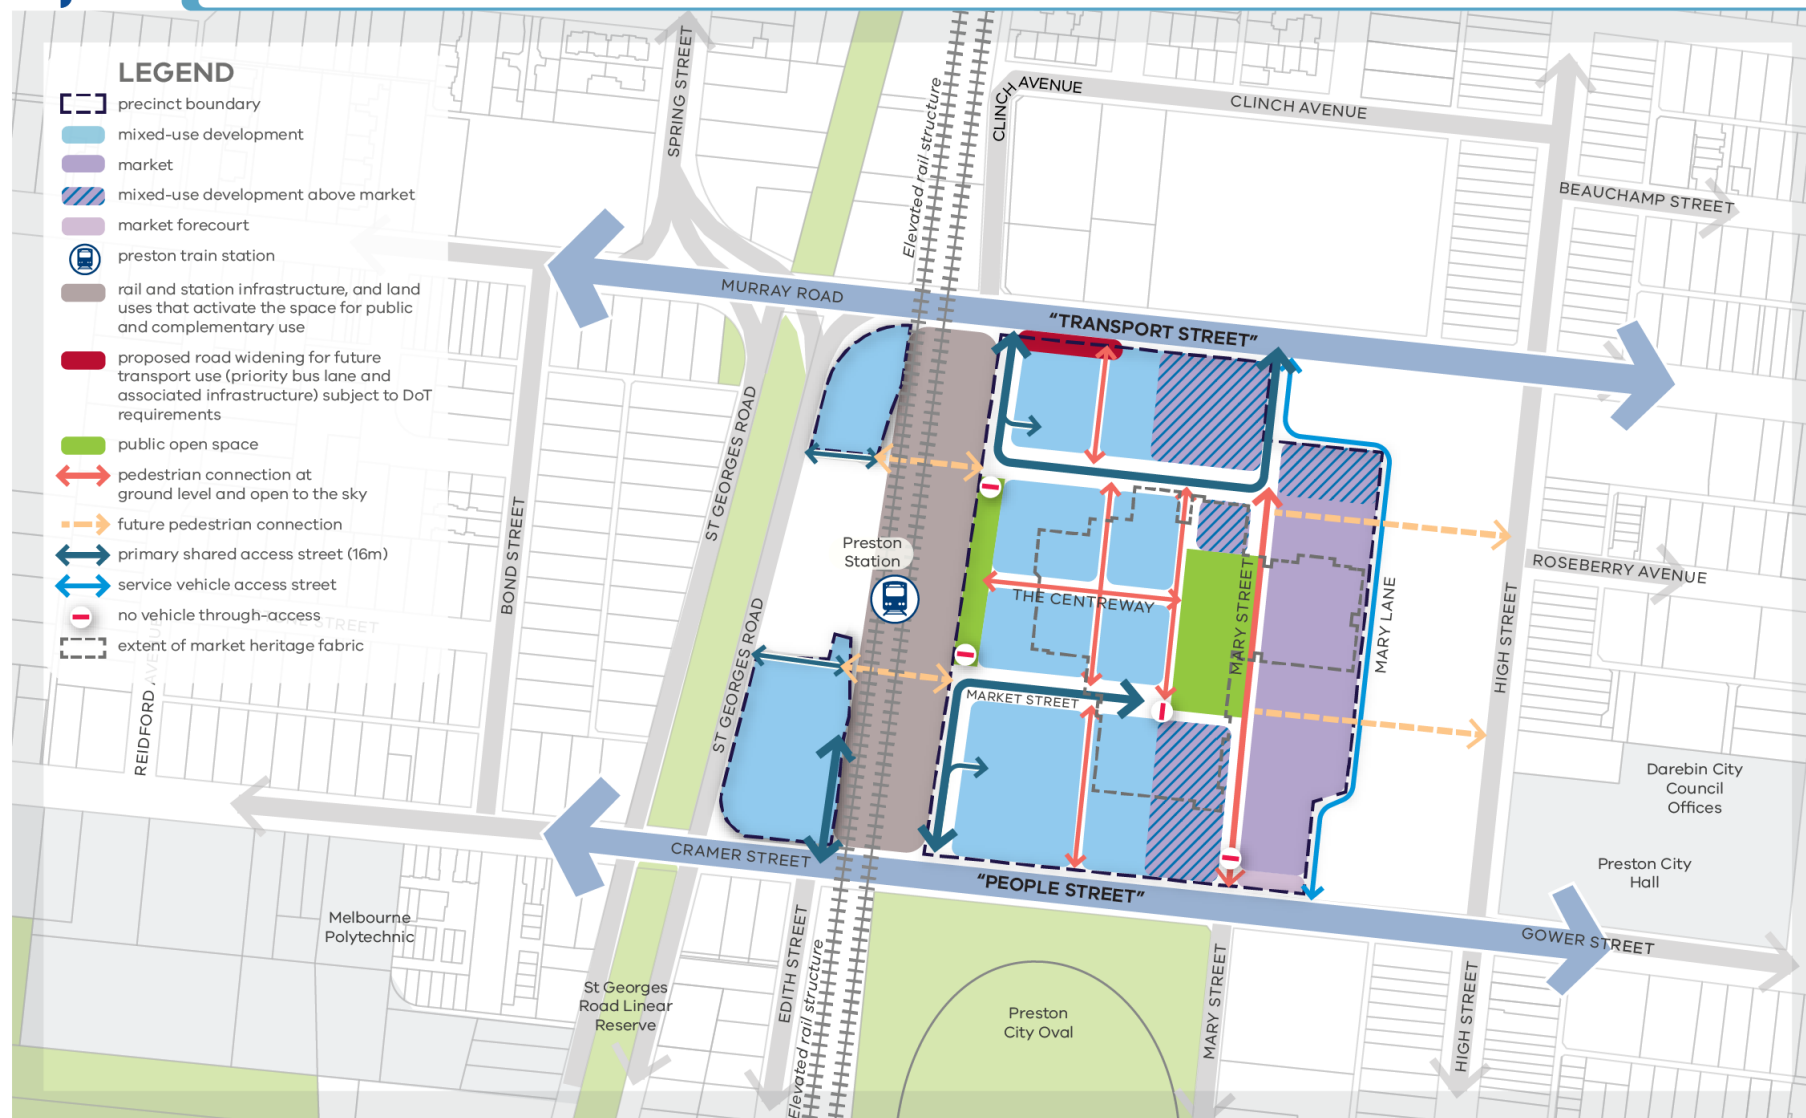 LEGEND
precinct boundary
mixed-use development
market
mixed-use development above market
market forecourt
preston train station
rail and station infrastructure, and land
uses that activate the space for public
and complementary use
proposed road widening for future
transport use (priority bus lane and
associated infrastructure) subject to DoT
requirements
public open space
pedestrian connection at
ground level and open to the sky
future pedestrian connection
primary shared access street (16m)
service vehicle access street
no vehicle through-access
extent of market heritage fabric
SPRING STREET
Elevated rail structure
CLINCH AVENUE
CLINCH AVENUE
BEAUCHAMP STREET
MURRAY ROAD
“TRANSPORT STREET”
ST GEORGES ROAD
BOND STREET
Preston
Station
THE CENTREWAY
MARY STREET
MARY LANE
HIGH STREET
ROSEBERRY AVENUE
ST GEORGES ROAD
REIDFORD
MARKET STREET
Darebin City
Council
Offices
CRAMER STREET
“PEOPLE STREET”
Preston City
Hall
GOWER STREET
Melbourne
Polytechnic
St Georges
Road Linear
Reserve
EDITH STREET
Elevated rail structure
Preston
City Oval
MARY STREET
HIGH STREET